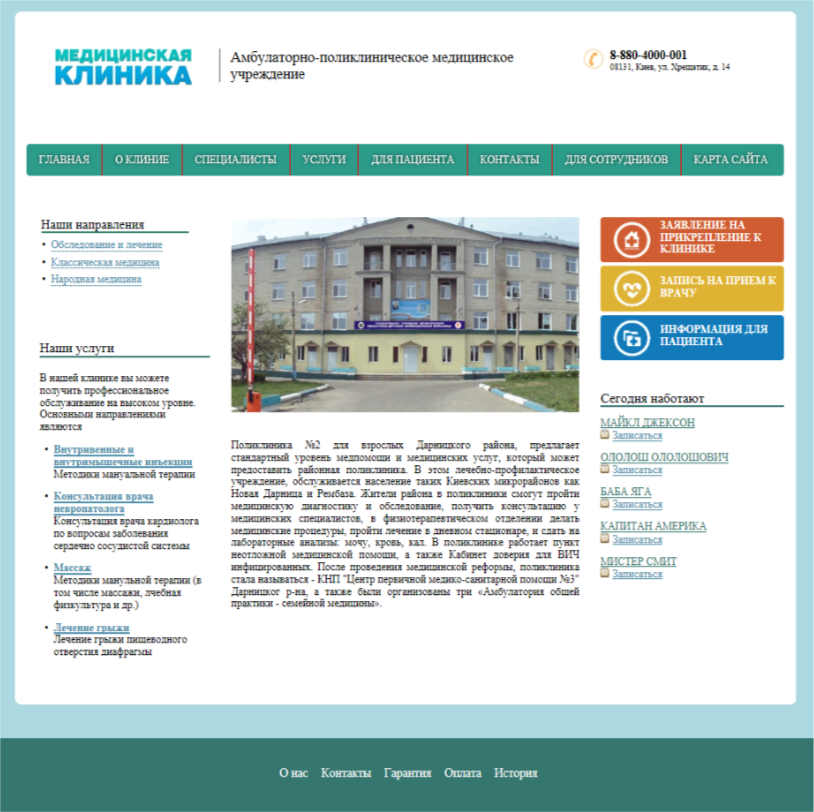 МЕДИЦИНСКАЯ
КЛИНИКА
Амбулаторно-поликлиническое медицинское
учреждение
8-880-4000-001
08131, Киев, ул. Хрещатик, д. 14
ГЛАВНАЯ
О КЛИНИЕ
СПЕЦИАЛИСТЫ
УСЛУГИ
ДЛЯ ПАЦИЕНТА
КОНТАКТЫ
ДЛЯ СОТРУДНИКОВ
КАРТА САЙТА
Наши направления
• Обследование и лечение
• Классическая медицина
• Народная медицина
Наши услуги
В нашей клинике вы можете
получить профессиональное
обслуживание на высоком уровне.
Основными направлениями
являются
• Внутривенные и
внутримышечные инъекции
Методики мануальной терапии
• Консультация врача
невропатолога
Консультация врача кардиолога
по вопросам заболевания
сердечно сосудистой системы
• Массаж
Методики манульной терапии (в
том числе массажи, лчебная
физкультура и др.)
• Лечение грыжи
Лечение грыжи пищеводного
отверстия диафрагмы
Поликлиника №2 для взрослых Дарницкого района, предлагает
стандартный уровень медпомощи и медицинских услуг, который может
предоставить районная поликлиника. В этом лечебно-профилактическое
учреждение, обслуживается население таких Киевских микрорайонов как
Новая Дарница и Рембаза. Жители района в поликлиники смогут пройти
медицинскую диагностику и обследование, получить консультацию у
медицинских специалистов, в физиотерапевтическом отделении делать
медицинские процедуры, пройти лечение в дневном стационаре, и сдать на
лабораторные анализы: мочу, кровь, кал. В поликлинике работает пункт
неотложной медицинской помощи, а также Кабинет доверия для ВИЧ
инфицированных. После проведения медицинской реформы, поликлиника
стала называться - КНП "Центр первичной медико-санитарной помощи №3"
Дарницког р-на, а также были организованы три «Амбулатория общей
практики - семейной медицины».
ЗАЯВЛЕНИЕ НА
ПРИКРЕПЛЕНИЕ К
КЛИНИКЕ
ЗАПИСЬ НА ПРИЕМ К
ВРАЧУ
ИНФОРМАЦИЯ ДЛЯ
ПАЦИЕНТА
Сегодня наботают
МАЙКЛ ДЖЕКСОН
Записаться
ОЛОЛОШ ОЛОЛОШОВИЧ
Записаться
БАБА ЯГА
Записаться
КАПИТАН АМЕРИКА
Записаться
МИСТЕР СМИТ
Записаться
О нас
Контакты
Гарантия
Оплата
История